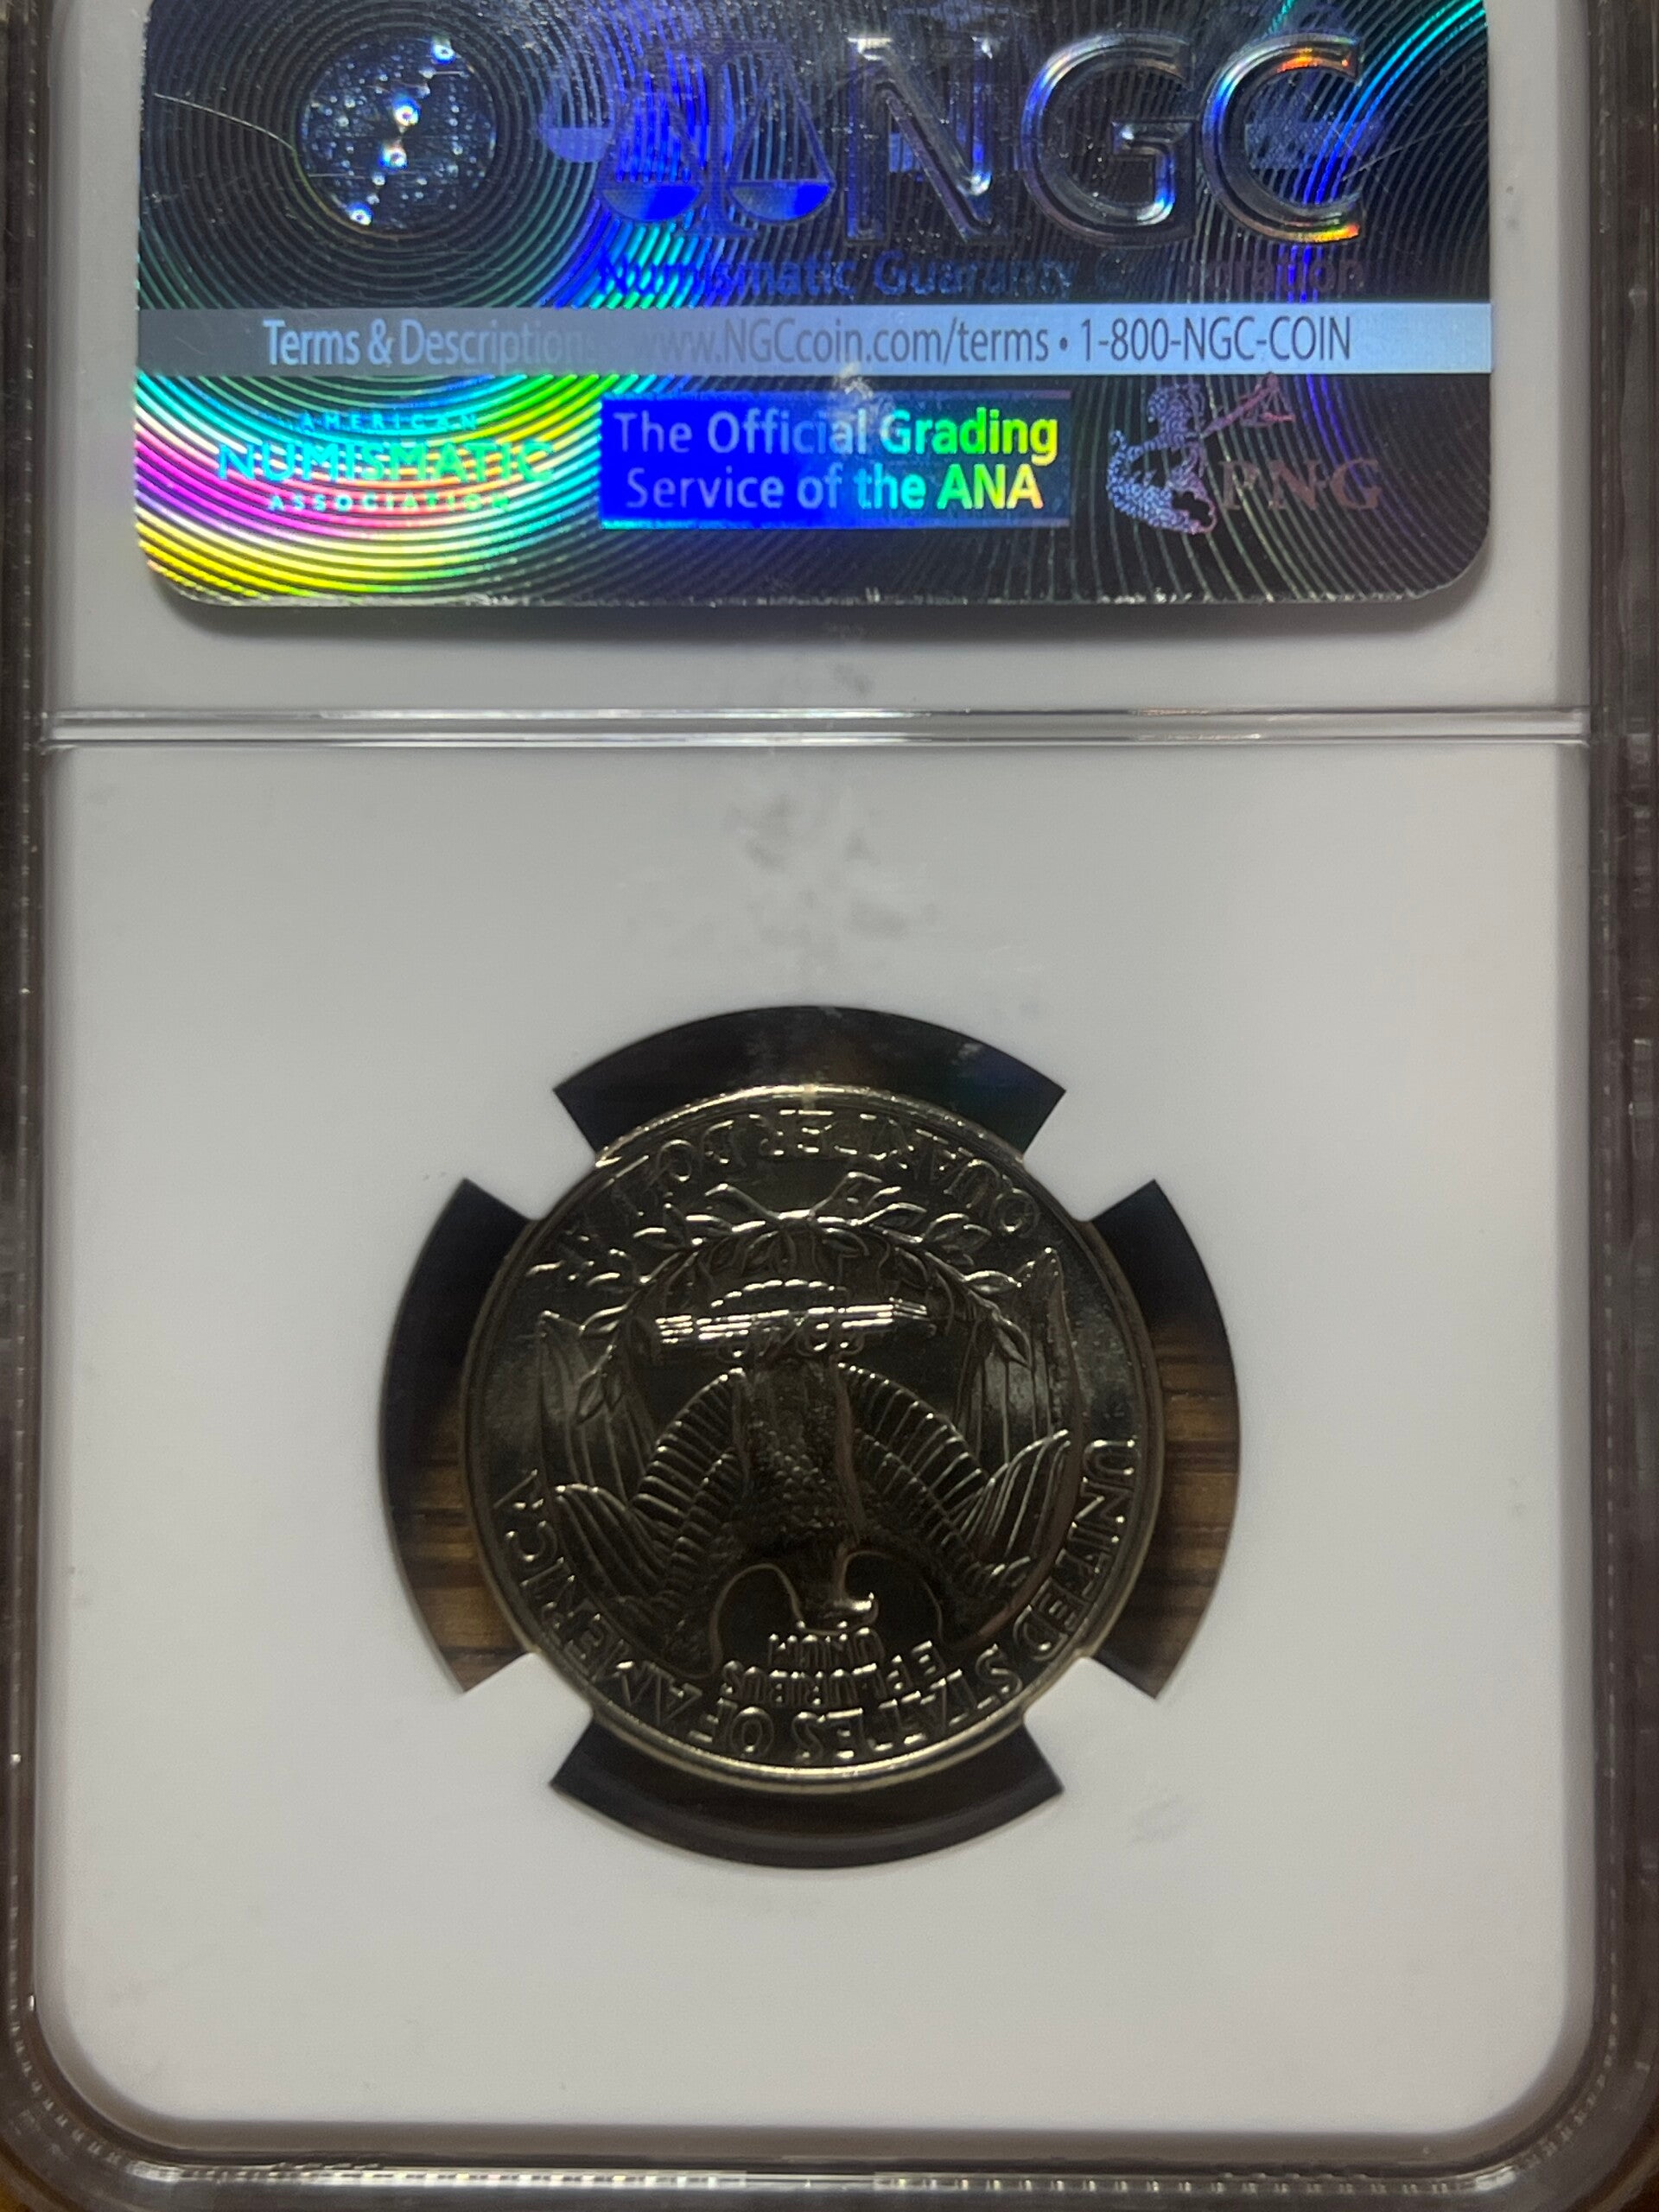 NGC
Numismatic Guaranty Corporation
Terms & Descriptions www.NGCcoin.com/terms • 1-800-NGC-COIN
AMERICAN
NUMISMATIC
ASSOCIATION
The Official Grading
Service of the ANA
PNG
QUARTER DOLLAR
UNITED STATES OF AMERICA
E PLURIBUS
UNUM